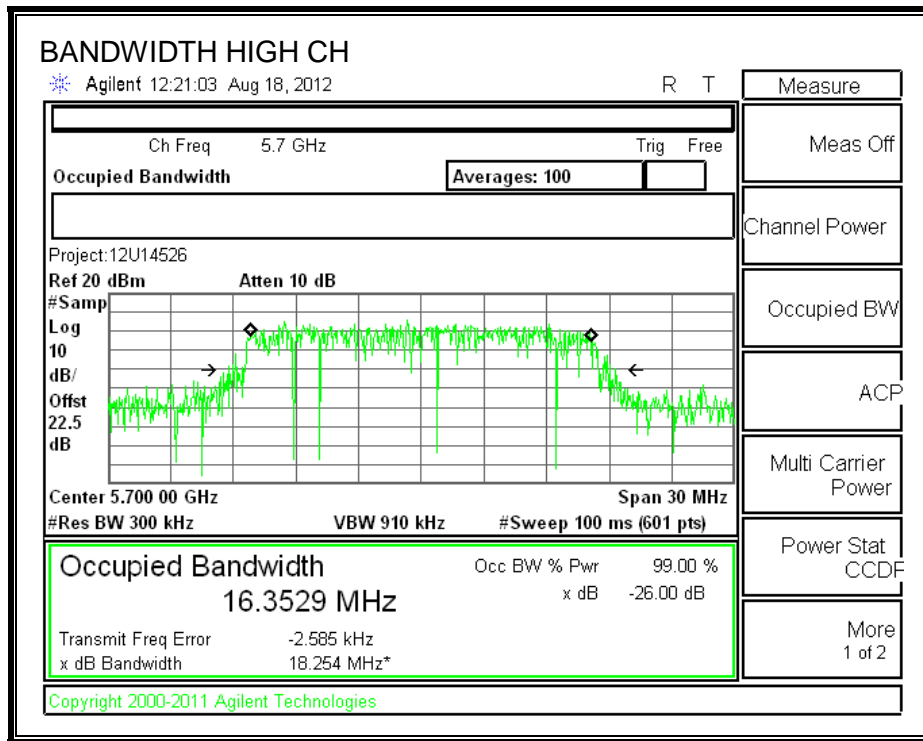 BANDWIDTH HIGH CH
Agilent 12:21:03 Aug 18, 2012 R T
Measure
Ch Freq 5.7 GHz Trig Free
Meas Off
Occupied Bandwidth Averages: 100
Channel Power
Project:12U14526
Ref 20 dBm Atten 10 dB
#Samp
Log
10
dB/
Offst
22.5
dB
Occupied BW
ACP
Multi Carrier
Power
Center 5.700 00 GHz Span 30 MHz
#Res BW 300 kHz VBW 910 kHz #Sweep 100 ms (601 pts)
Power Stat
CCDF
Occupied Bandwidth Occ BW % Pwr 99.00 %
16.3529 MHz x dB -26.00 dB
Transmit Freq Error -2.585 kHz
x dB Bandwidth 18.254 MHz*
More
1 of 2
Copyright 2000-2011 Agilent Technologies